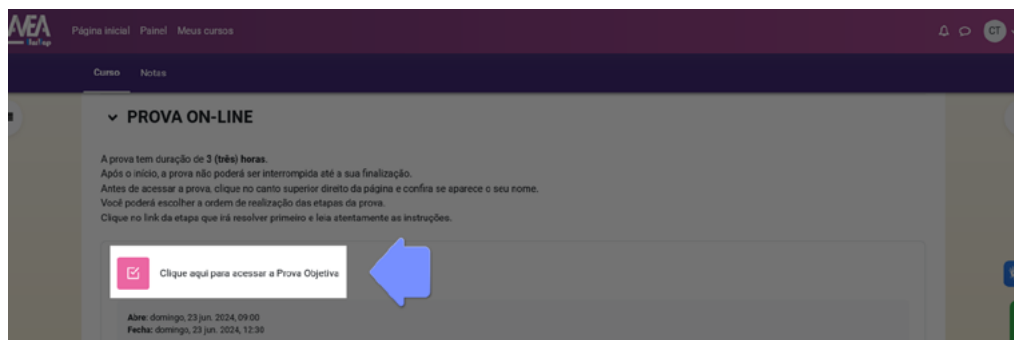 Página inicial Painel Meus cursos
CT
Curso Notas
PROVA ON-LINE
A prova tem duração de 3 (três) horas.
Após o início, a prova não poderá ser interrompida até a sua finalização.
Antes de acessar a prova, clique no canto superior direito da página e confira se aparece o seu nome.
Você poderá escolher a ordem de realização das etapas da prova.
Clique no link da etapa que irá resolver primeiro e leia atentamente as instruções.
Clique aqui para acessar a Prova Objetiva
Abre: domingo, 23 jun. 2024, 09:00
Fecha: domingo, 23 jun. 2024, 12:30